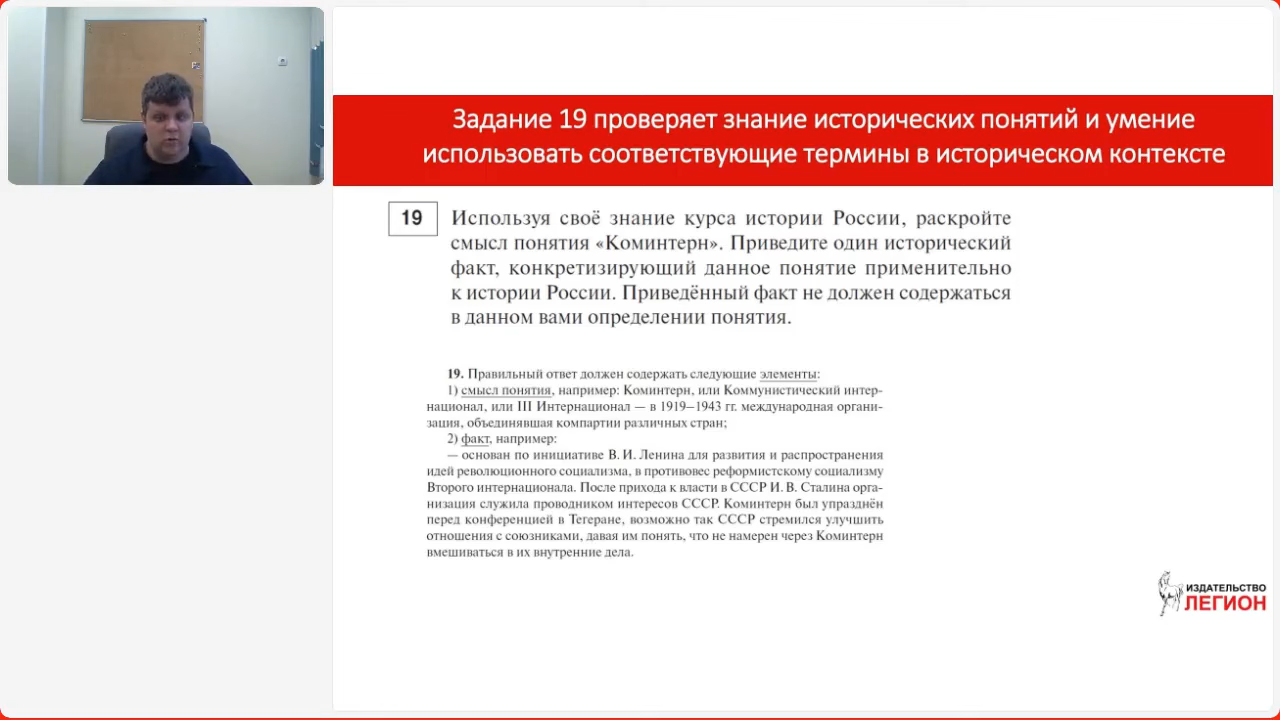 Задание 19 проверяет знание исторических понятий и умение
использовать соответствующие термины в историческом контексте
19
Используя своё знание курса истории России, раскройте
смысл понятия «Коминтерн». Приведите один исторический
факт, конкретизирующий данное понятие применительно
к истории России. Приведённый факт не должен содержаться
в данном вами определении понятия.
19. Правильный ответ должен содержать следующие элементы:
1) смысл понятия, например: Коминтерн, или Коммунистический интер-
национал, или III Интернационал — в 1919–1943 гг. международная органи-
зация, объединявшая компартии различных стран;
2) факт, например:
— основан по инициативе В. И. Ленина для развития и распространения
идей революционного социализма, в противовес реформистскому социализму
Второго интернационала. После прихода к власти в СССР И. В. Сталина орга-
низация служила проводником интересов СССР. Коминтерн был упразднён
перед конференцией в Тегеране, возможно так СССР стремился улучшить
отношения с союзниками, давая им понять, что не намерен через Коминтерн
вмешиваться в их внутренние дела.
ИЗДАТЕЛЬСТВО
ЛЕГИОН